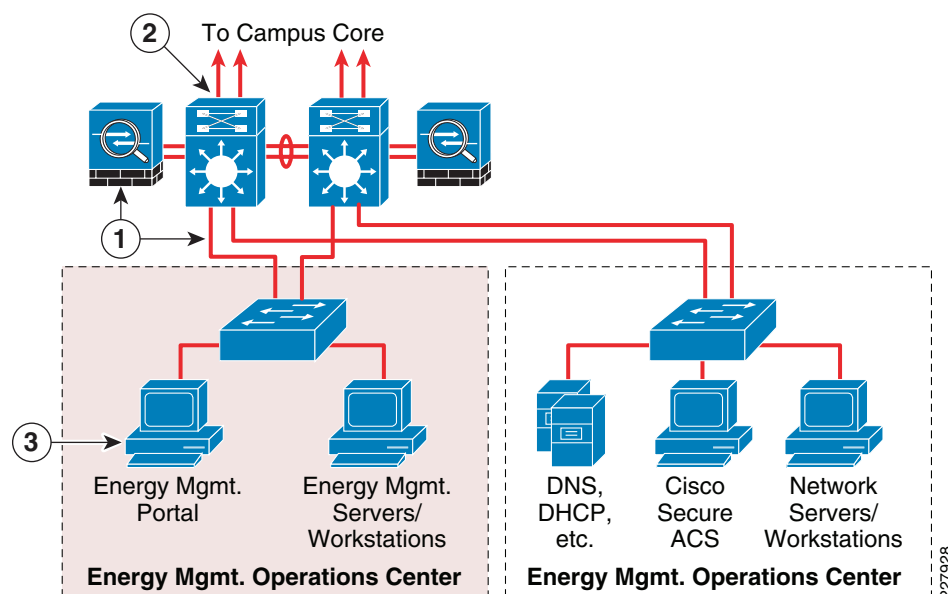 2
To Campus Core
1
3
Energy Mgmt.
Portal
Energy Mgmt.
Servers/
Workstations
Energy Mgmt. Operations Center
DNS,
DHCP,
etc.
Cisco
Secure
ACS
Network
Servers/
Workstations
Energy Mgmt. Operations Center
227928